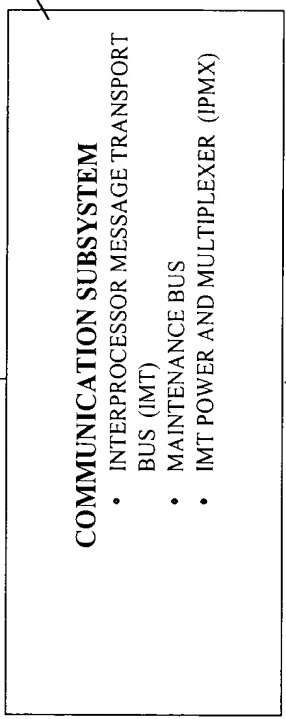 COMMUNICATION SUBSYSTEM
• INTERPROCESSOR MESSAGE TRANSPORT
BUS (IMT)
• MAINTENANCE BUS
• IMT POWER AND MULTIPLEXER (IPMX)